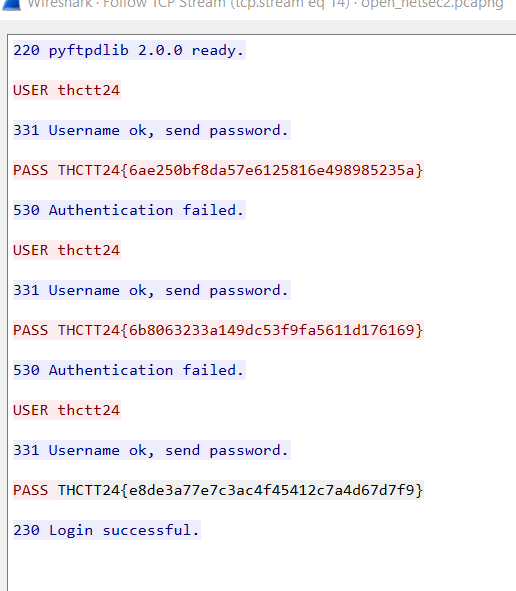 Wireshark · Follow TCP Stream (tcp.stream eq 14) · open_netsec2.pcapng
220 pyftpdlib 2.0.0 ready.
USER thctt24
331 Username ok, send password.
PASS THCTT24{6ae250bf8da57e6125816e498985235a}
530 Authentication failed.
USER thctt24
331 Username ok, send password.
PASS THCTT24{6b8063233a149dc53f9fa5611d176169}
530 Authentication failed.
USER thctt24
331 Username ok, send password.
PASS THCTT24{e8de3a77e7c3ac4f45412c7a4d67d7f9}
230 Login successful.